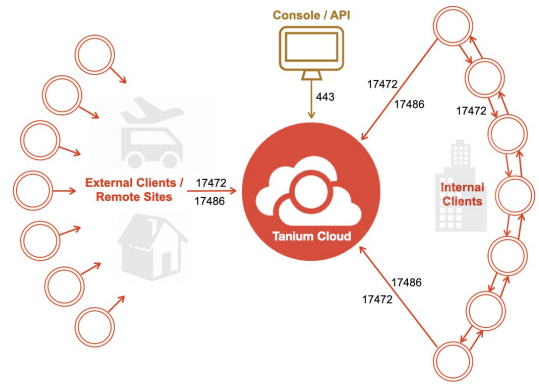 Console / API
443
17472
17486
17472
External Clients /
Remote Sites
17472
17486
Tanium Cloud
Internal
Clients
17486
17472